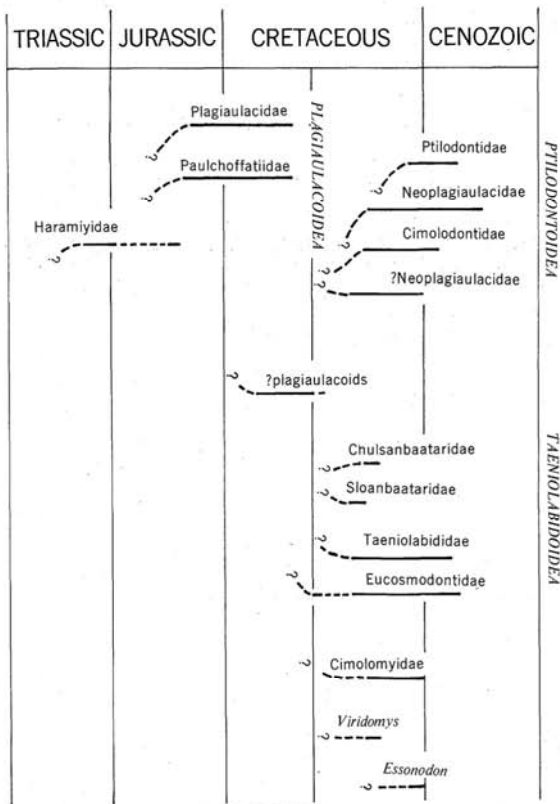 TRIASSIC JURASSIC CRETACEOUS CENOZOIC
PLAGIAULACOIDEA
PTILODONTOIDEA
Plagiaulacidae
?
Ptilodontidae
?
Paulchoffatiidae
?
Neoplagiaulacidae
?
Haramiyidae
?
Cimolodontidae
?
?Neoplagiaulacidae
?
?plagiaulacoids
?
TAENIOLABIDOIDEA
Chulsanbaataridae
?
Sloanbaataridae
?
Taeniolabididae
?
Eucosmodontidae
?
Cimolomyidae
?
Viridomys
?
Essonodon
?